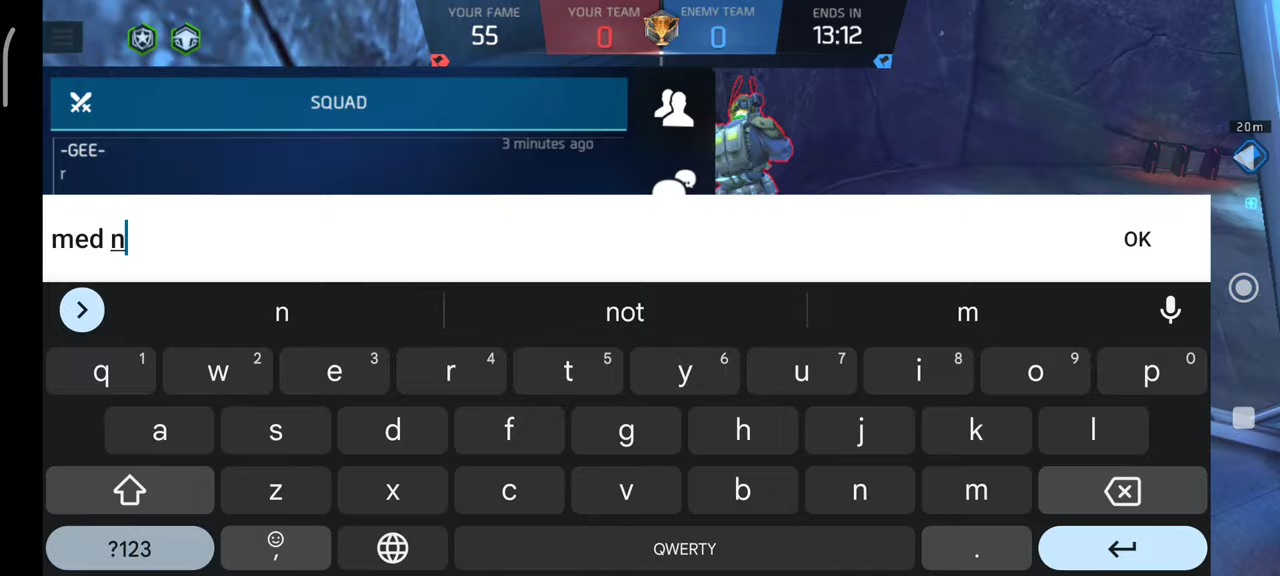 YOUR FAME YOUR TEAM ENEMY TEAM ENDS IN
55 0 0 13:12
SQUAD
-GEE- 3 minutes ago
r
20m
med n OK
n not m
q 1 w 2 e 3 r 4 t 5 y 6 u 7 i 8 o 9 p 0
a s d f g h j k l
z x c v b n m
?123 , QWERTY .